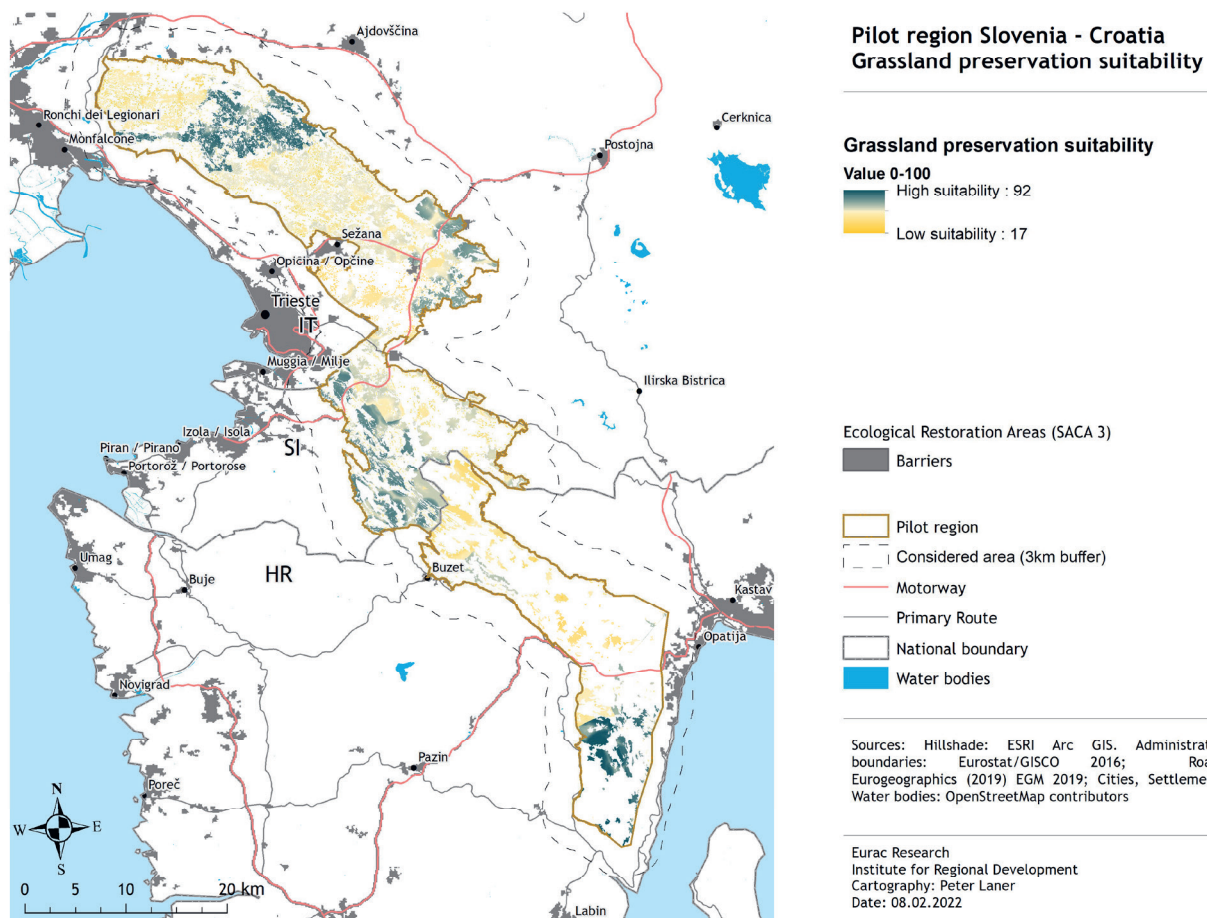 Pilot region Slovenia - Croatia
Grassland preservation suitability
Grassland preservation suitability
Value 0-100
High suitability : 92
Low suitability : 17
Ecological Restoration Areas (SACA 3)
Barriers
Pilot region
Considered area (3km buffer)
Motorway
Primary Route
National boundary
Water bodies
Sources: Hillshade: ESRI Arc GIS. Administrat
boundaries: Eurostat/GISCO 2016; Roa
Eurogeographics (2019) EGM 2019; Cities, Settleme
Water bodies: OpenStreetMap contributors
Eurac Research
Institute for Regional Development
Cartography: Peter Laner
Date: 08.02.2022
Ajdovščina
Ronchi dei Legionari
Monfalcone
Cerknica
Postojna
Sežana
Opicina / Opčine
Trieste
IT
Muggia / Milje
Ilirska Bistrica
Izola / Isola
SI
Piran / Pirano
Portorož / Portorose
Umag
Buje
HR
Buzet
Kastav
Opatija
Novigrad
Pazin
Poreč
Labin
N
W
E
S
0
5
10
20 km